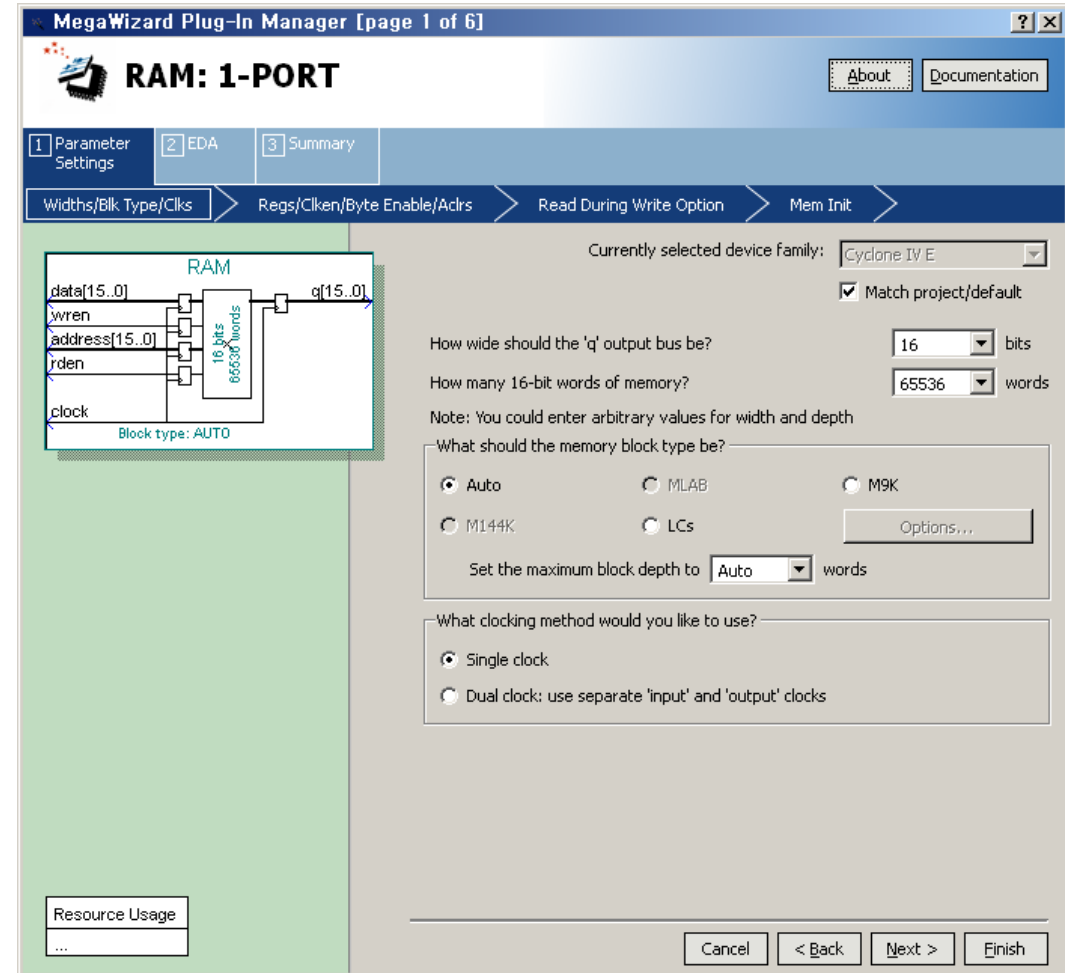 MegaWizard Plug-In Manager [page 1 of 6]
RAM: 1-PORT
About
Documentation
1 Parameter Settings
2 EDA
3 Summary
Widths/Blk Type/Clks
Regs/Clken/Byte Enable/Aclrs
Read During Write Option
Mem Init
RAM
data[15..0]
q[15..0]
wren
address[15..0]
rden
16 bits
65536 words
clock
Block type: AUTO
Currently selected device family:
Cyclone IV E
Match project/default
How wide should the 'q' output bus be?
16
bits
How many 16-bit words of memory?
65536
words
Note: You could enter arbitrary values for width and depth
What should the memory block type be?
Auto
MLAB
M9K
M144K
LCs
Options...
Set the maximum block depth to
Auto
words
What clocking method would you like to use?
Single clock
Dual clock: use separate 'input' and 'output' clocks
Resource Usage
...
Cancel
< Back
Next >
Finish